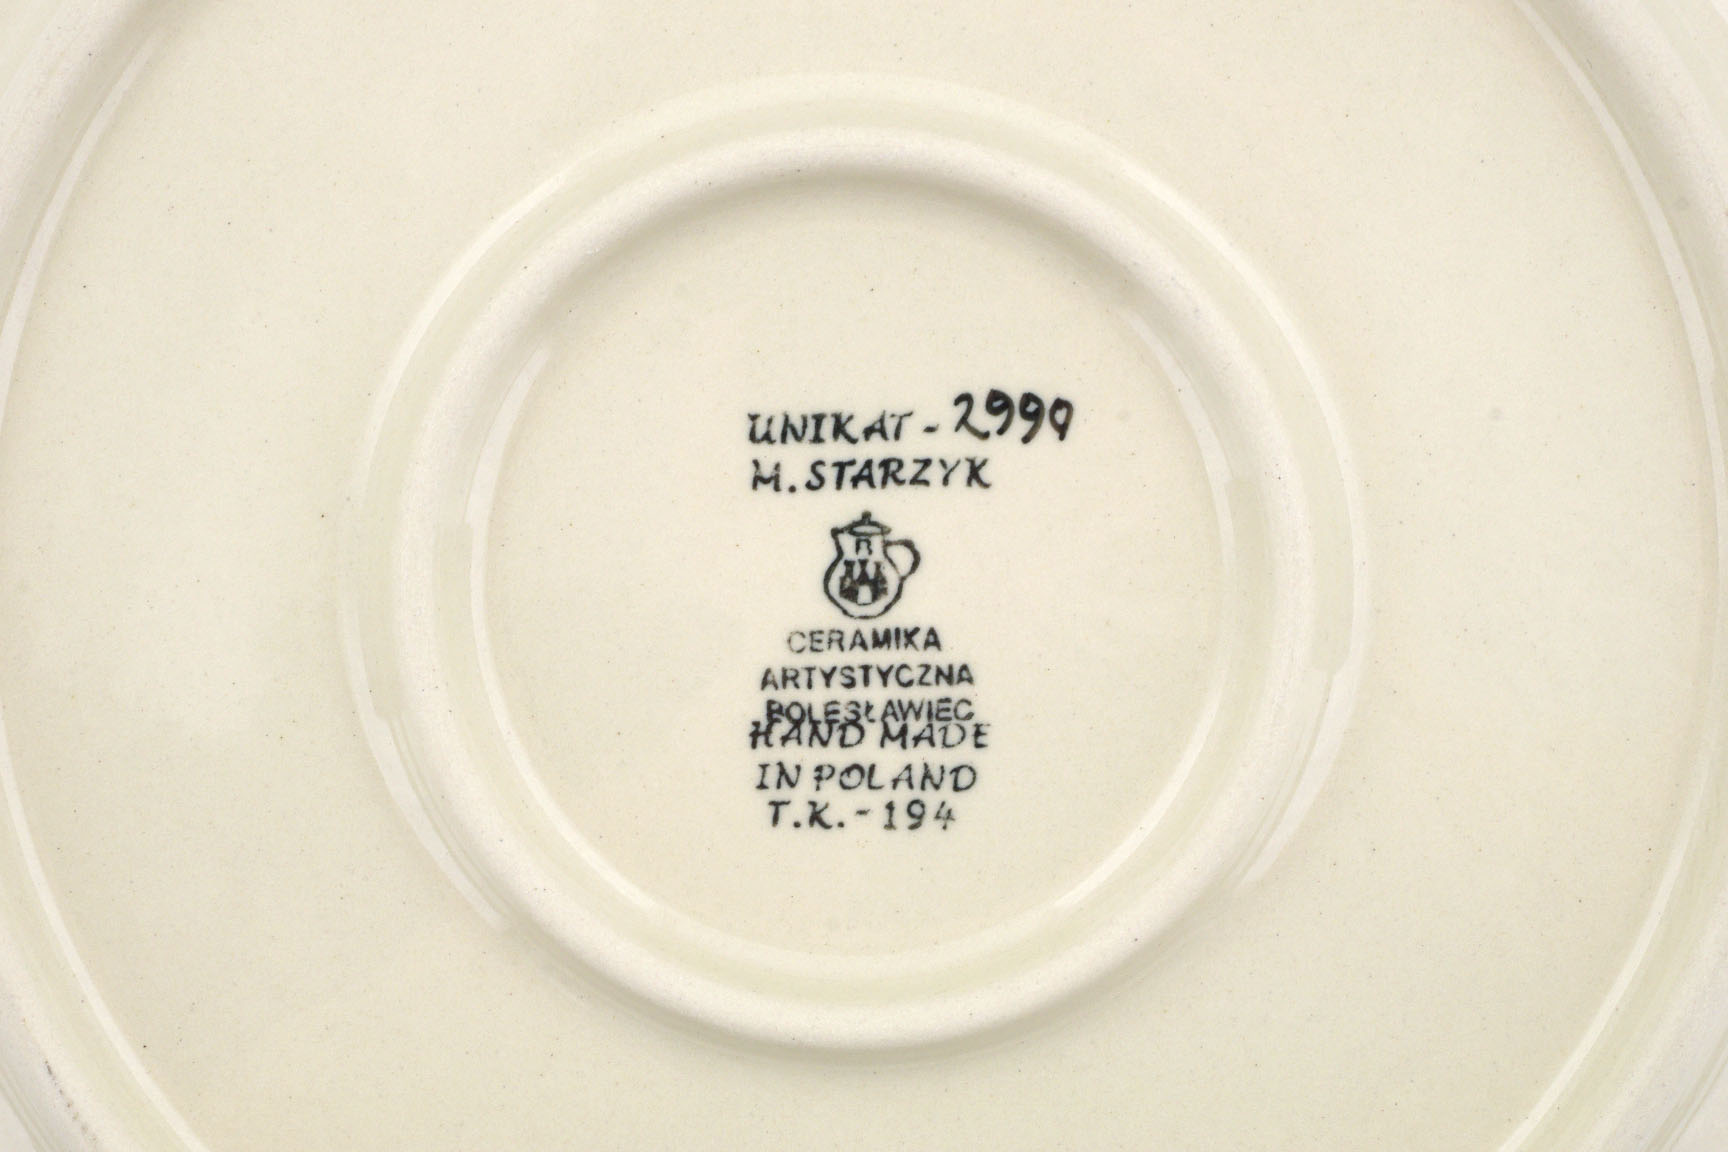 UNIKAT - 2990
M. STARZYK
B
CERAMIKA
ARTYSTYCZNA
BOLESŁAWIEC
HAND MADE
IN POLAND
T.K. - 194